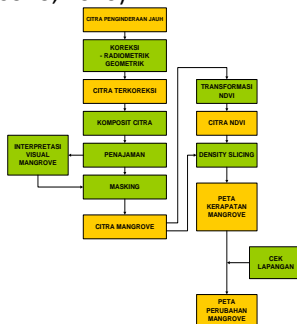 CITRA PENGINDERAAN JAUH
KOREKSI
- RADIOMETRIK
GEOMETRIK
CITRA TERKOREKSI
KOMPOSIT CITRA
INTERPRETASI
VISUAL
MANGROVE
PENAJAMAN
MASKING
CITRA MANGROVE
TRANSFORMASI
NDVI
CITRA NDVI
DENSITY SLICING
PETA
KERAPATAN
MANGROVE
CEK
LAPANGAN
PETA
PERUBAHAN
MANGROVE